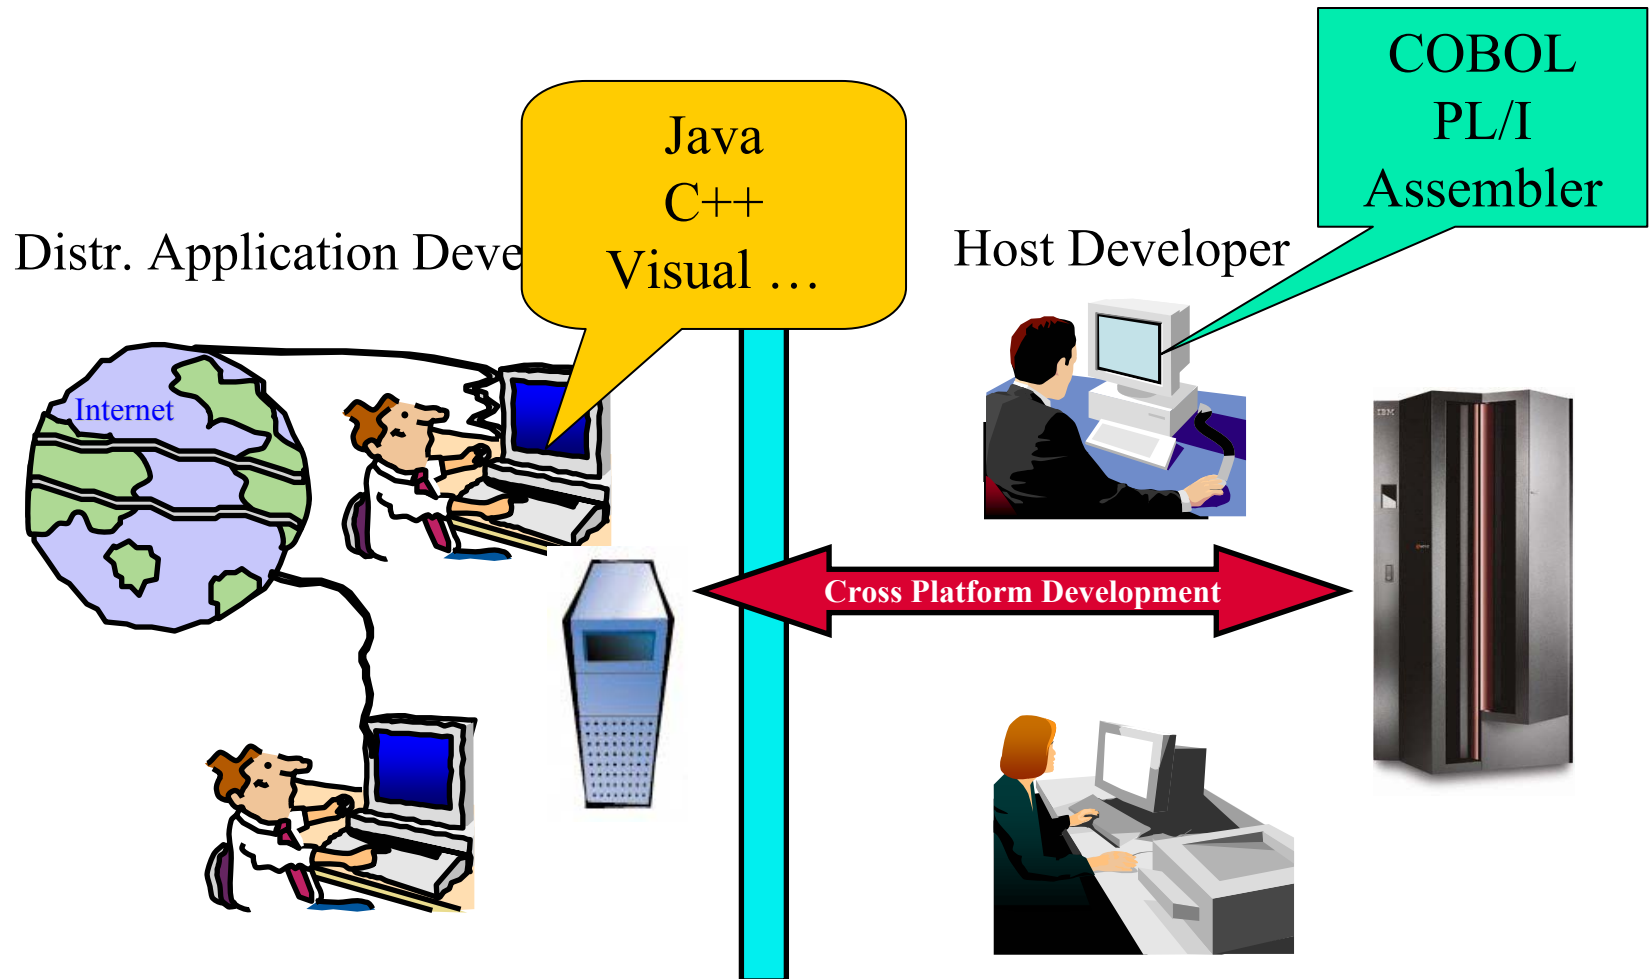 COBOL
PL/I
Assembler
Java
C++
Visual …
Distr. Application Deve
Host Developer
Internet
IBM
Cross Platform Development